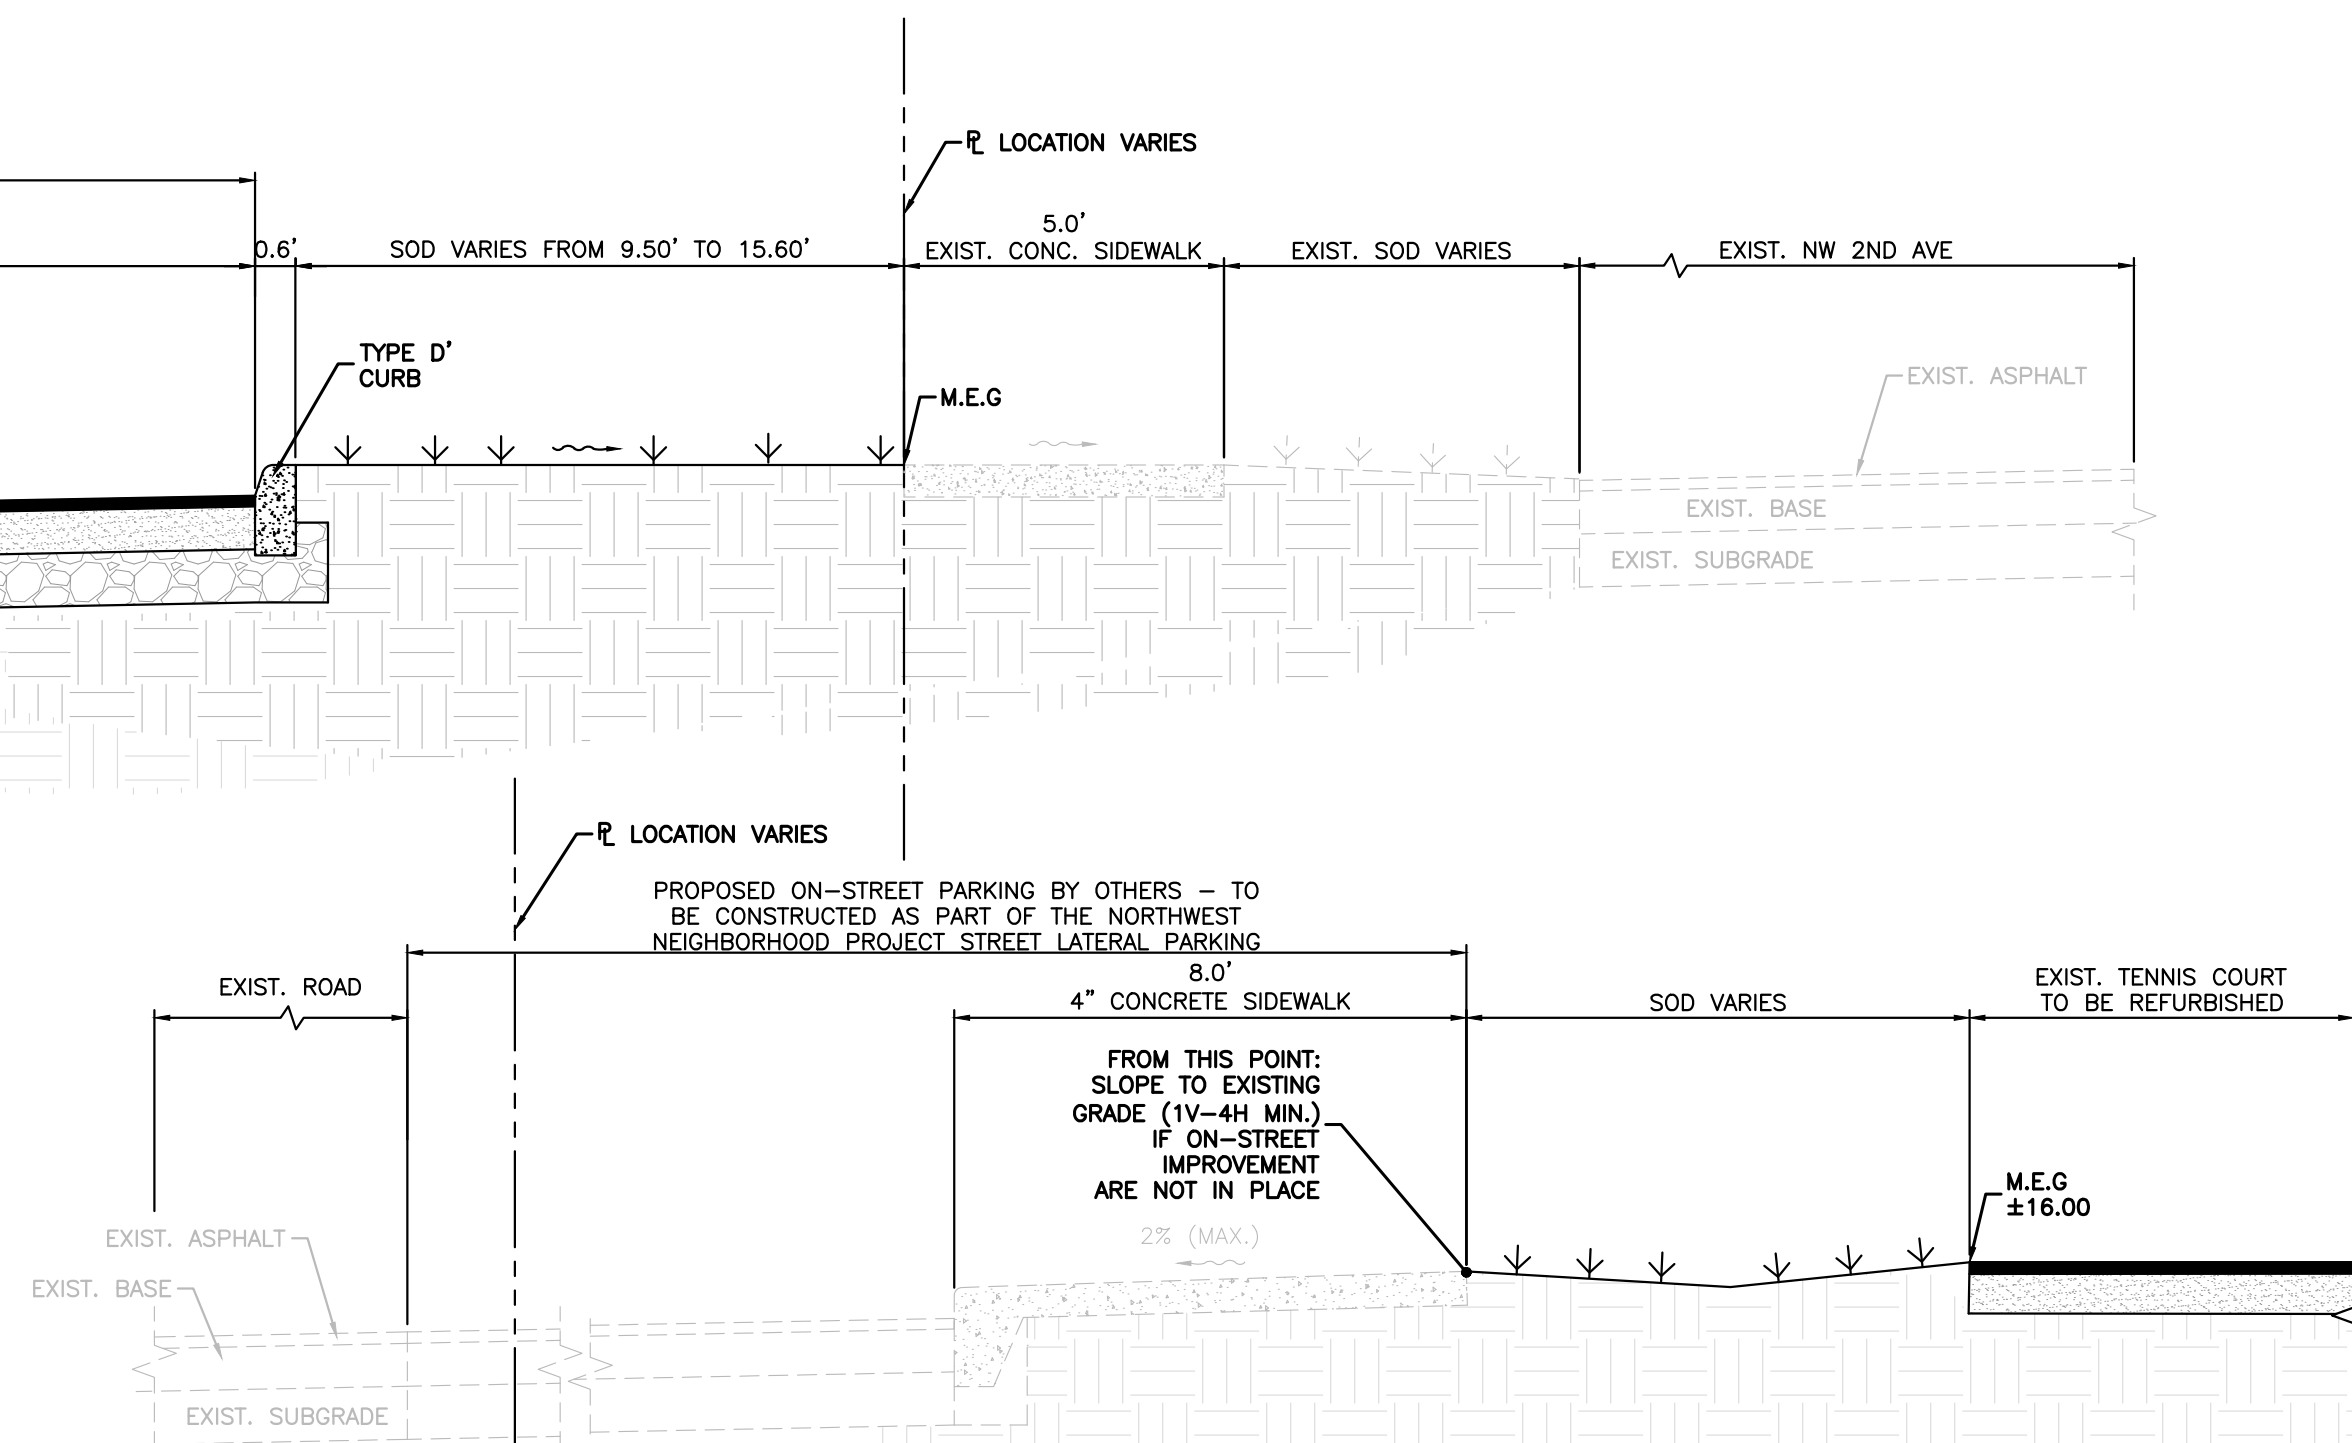 ℄ LOCATION VARIES
0.6'
SOD VARIES FROM 9.50' TO 15.60'
5.0'
EXIST. CONC. SIDEWALK
EXIST. SOD VARIES
EXIST. NW 2ND AVE
TYPE D'
CURB
M.E.G
EXIST. ASPHALT
EXIST. BASE
EXIST. SUBGRADE
℄ LOCATION VARIES
PROPOSED ON-STREET PARKING BY OTHERS - TO
BE CONSTRUCTED AS PART OF THE NORTHWEST
NEIGHBORHOOD PROJECT STREET LATERAL PARKING
EXIST. ROAD
8.0'
4" CONCRETE SIDEWALK
SOD VARIES
EXIST. TENNIS COURT
TO BE REFURBISHED
FROM THIS POINT:
SLOPE TO EXISTING
GRADE (1V-4H MIN.)
IF ON-STREET
IMPROVEMENT
ARE NOT IN PLACE
2% (MAX.)
M.E.G
±16.00
EXIST. ASPHALT
EXIST. BASE
EXIST. SUBGRADE